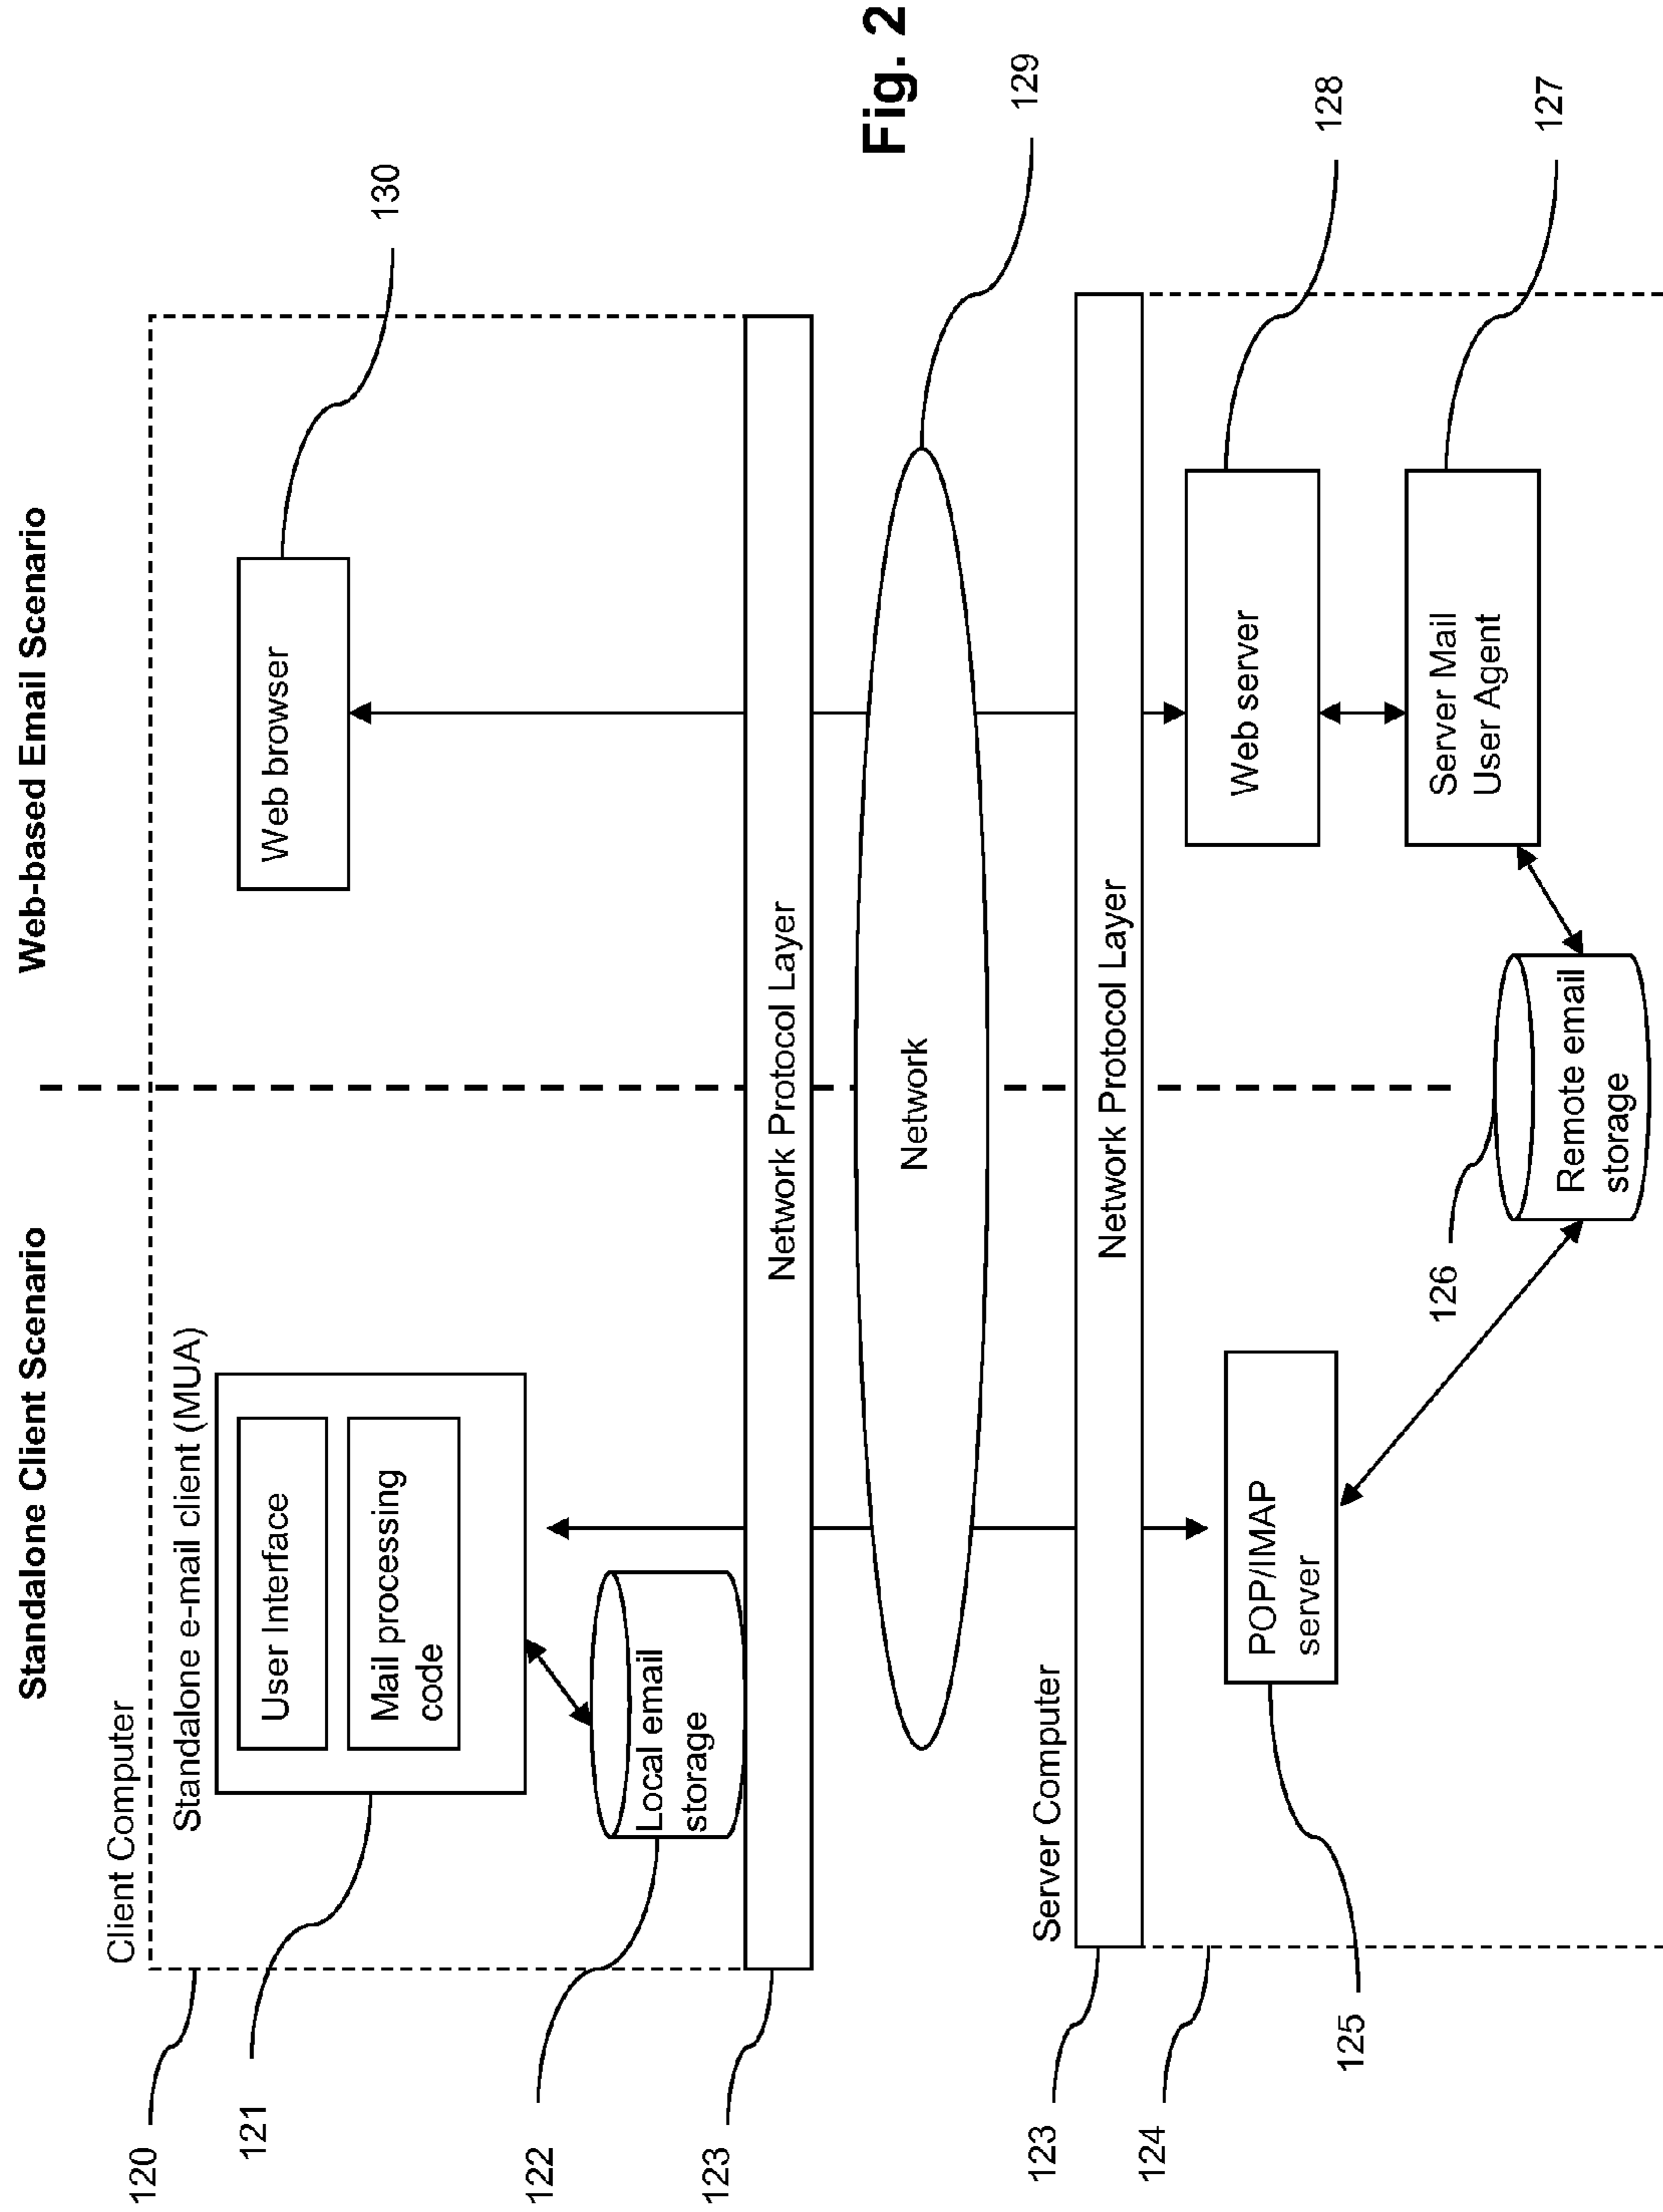 Standalone Client Scenario
Web-based Email Scenario
Client Computer
Standalone e-mail client (MUA)
User Interface
Mail processing
code
Web browser
130
120
121
Local email
storage
122
Network Protocol Layer
123
Network
Fig. 2
129
Server Computer
Network Protocol Layer
123
124
POP/IMAP
server
125
Web server
128
Server Mail
User Agent
127
126
Remote email
storage